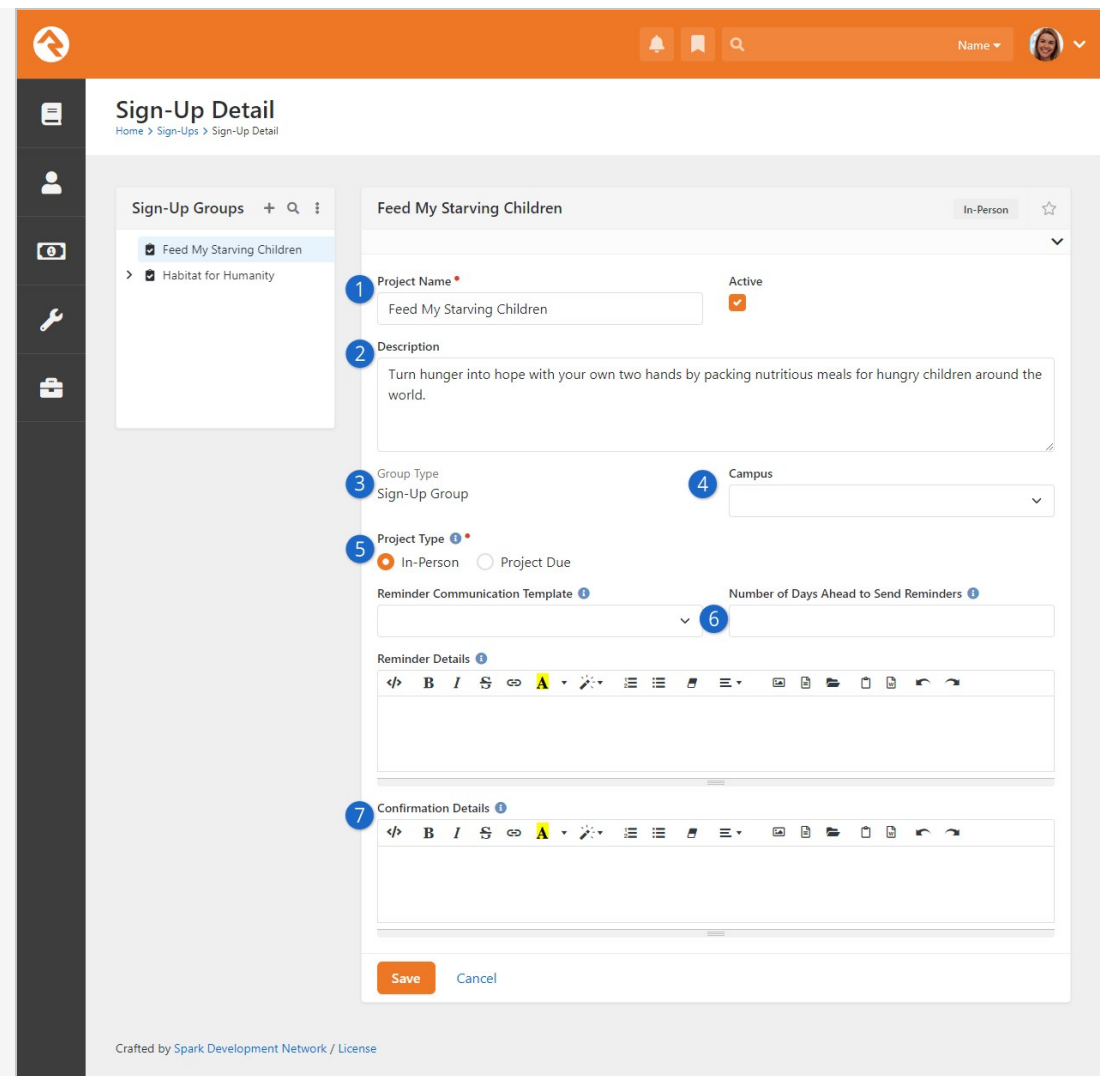 Name
Sign-Up Detail
Home > Sign-Ups > Sign-Up Detail
Sign-Up Groups
Feed My Starving Children
Habitat for Humanity
Feed My Starving Children
In-Person
1 Project Name
Active
Feed My Starving Children
2 Description
Turn hunger into hope with your own two hands by packing nutritious meals for hungry children around the
world.
3 Group Type
Sign-Up Group
4 Campus
5 Project Type
In-Person Project Due
Reminder Communication Template
6 Number of Days Ahead to Send Reminders
Reminder Details
B I S A
7 Confirmation Details
B I S A
Save Cancel
Crafted by Spark Development Network / License